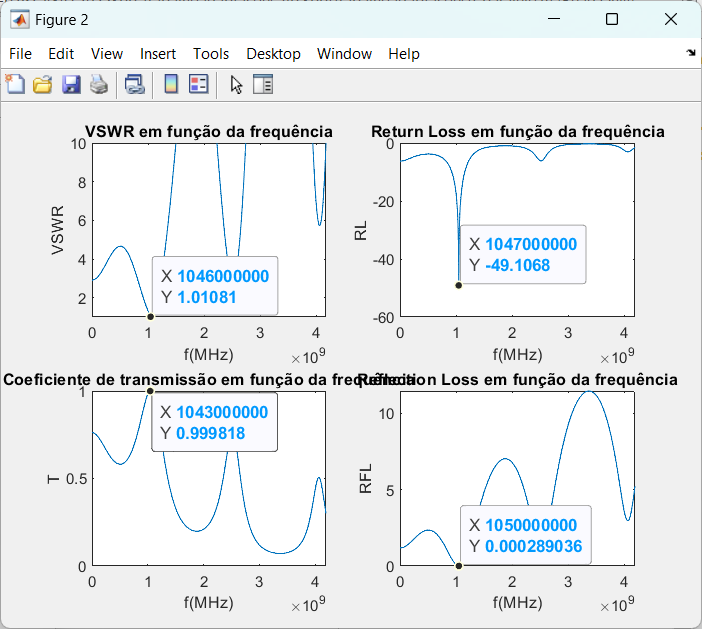 Figure 2
File Edit View Insert Tools Desktop Window Help
VSWR em função da frequência
10
8
6
4
2
VSWR
X 1046000000
Y 1.01081
0 1 2 3 4
f(MHz)
×10^9
Return Loss em função da frequência
0
-20
-40
-60
RL
X 1047000000
Y -49.1068
0 1 2 3 4
f(MHz)
×10^9
Coeficiente de transmissão em função da frequência
1
0.5
0
T
X 1043000000
Y 0.999818
0 1 2 3 4
f(MHz)
×10^9
Reflection Loss em função da frequência
10
5
0
RFL
X 1050000000
Y 0.000289036
0 1 2 3 4
f(MHz)
×10^9